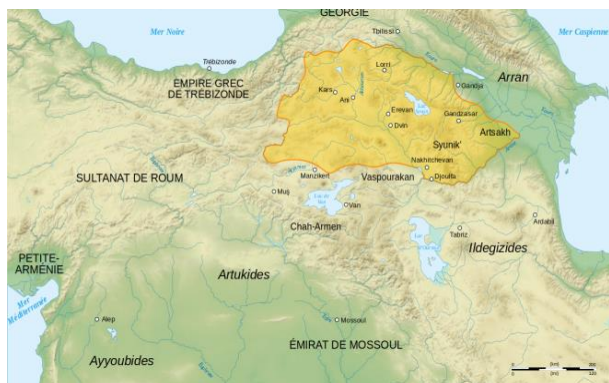 GÉORGIE
Mer Noire
Mer Caspienne
Tbilissi
Trébizonde
Lorri
EMPIRE GREC
DE TRÉBIZONDE
Arran
Gandja
Kars
Ani
Erevan
Gandzasar
Dvin
Artsakh
Syunik'
Nakhitchevan
Manzikert
Vaspourakan
Djoulfa
SULTANAT DE ROUM
Muş
Van
Chah-Armen
Ardabil
Tabriz
Ildegizides
PETITE-
ARMÉNIE
Artukides
Mer
Méditerranée
Alep
Mossoul
ÉMIRAT DE MOSSOUL
Ayyoubides